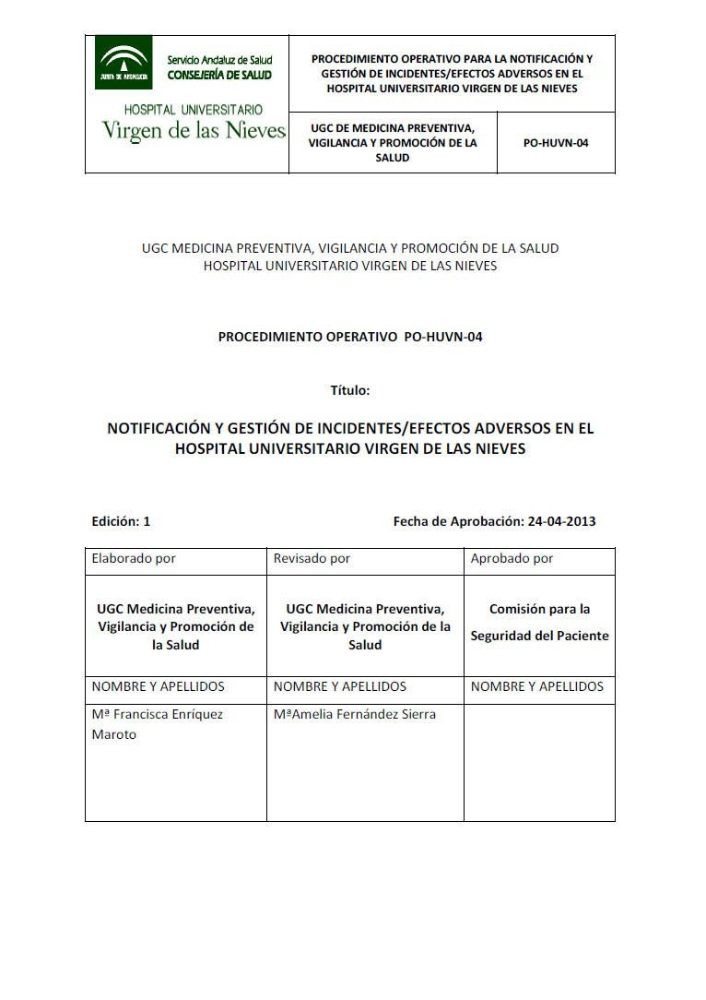 JUNTA DE ANDALUCIA
Servicio Andaluz de Salud
CONSEJERÍA DE SALUD
HOSPITAL UNIVERSITARIO
Virgen de las Nieves
PROCEDIMIENTO OPERATIVO PARA LA NOTIFICACIÓN Y
GESTIÓN DE INCIDENTES/EFECTOS ADVERSOS EN EL
HOSPITAL UNIVERSITARIO VIRGEN DE LAS NIEVES
UGC DE MEDICINA PREVENTIVA,
VIGILANCIA Y PROMOCIÓN DE LA
SALUD
PO-HUVN-04
UGC MEDICINA PREVENTIVA, VIGILANCIA Y PROMOCIÓN DE LA SALUD
HOSPITAL UNIVERSITARIO VIRGEN DE LAS NIEVES
PROCEDIMIENTO OPERATIVO PO-HUVN-04
Título:
NOTIFICACIÓN Y GESTIÓN DE INCIDENTES/EFECTOS ADVERSOS EN EL
HOSPITAL UNIVERSITARIO VIRGEN DE LAS NIEVES
Edición: 1 Fecha de Aprobación: 24-04-2013
Elaborado por
Revisado por
Aprobado por
UGC Medicina Preventiva,
Vigilancia y Promoción de
la Salud
UGC Medicina Preventiva,
Vigilancia y Promoción de la
Salud
Comisión para la
Seguridad del Paciente
NOMBRE Y APELLIDOS
NOMBRE Y APELLIDOS
NOMBRE Y APELLIDOS
Mª Francisca Enríquez
Maroto
MªAmelia Fernández Sierra